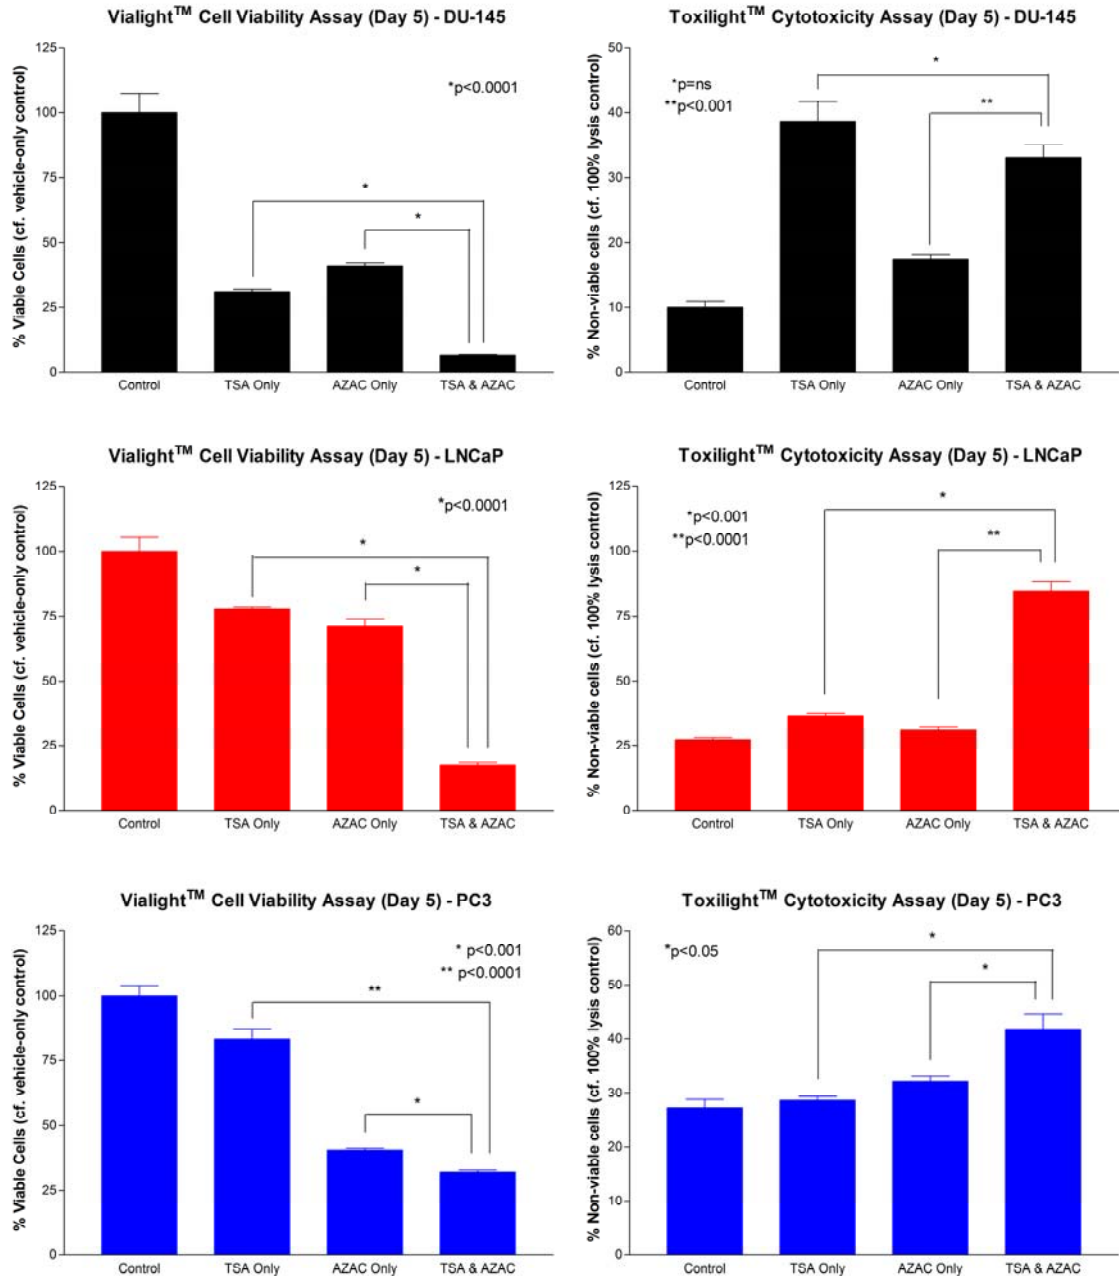 Vialight™ Cell Viability Assay (Day 5) - DU-145
% Viable Cells (cf. vehicle-only control)
125
100
75
50
25
0
*p<0.0001
*
*
Control TSA Only AZAC Only TSA & AZAC
Toxilight™ Cytotoxicity Assay (Day 5) - DU-145
% Non-viable cells (cf. 100% lysis control)
50
40
30
20
10
0
*p=ns
**p<0.001
*
**
Control TSA Only AZAC Only TSA & AZAC
Vialight™ Cell Viability Assay (Day 5) - LNCaP
% Viable Cells (cf. vehicle-only control)
125
100
75
50
25
0
*p<0.0001
*
*
Control TSA Only AZAC Only TSA & AZAC
Toxilight™ Cytotoxicity Assay (Day 5) - LNCaP
% Non-viable cells (cf. 100% lysis control)
125
100
75
50
25
0
*p<0.001
**p<0.0001
*
**
Control TSA Only AZAC Only TSA & AZAC
Vialight™ Cell Viability Assay (Day 5) - PC3
% Viable Cells (cf. vehicle-only control)
125
100
75
50
25
0
* p<0.001
** p<0.0001
**
*
Control TSA Only AZAC Only TSA & AZAC
Toxilight™ Cytotoxicity Assay (Day 5) - PC3
% Non-viable cells (cf. 100% lysis control)
60
50
40
30
20
10
0
*p<0.05
*
*
Control TSA Only AZAC Only TSA & AZAC